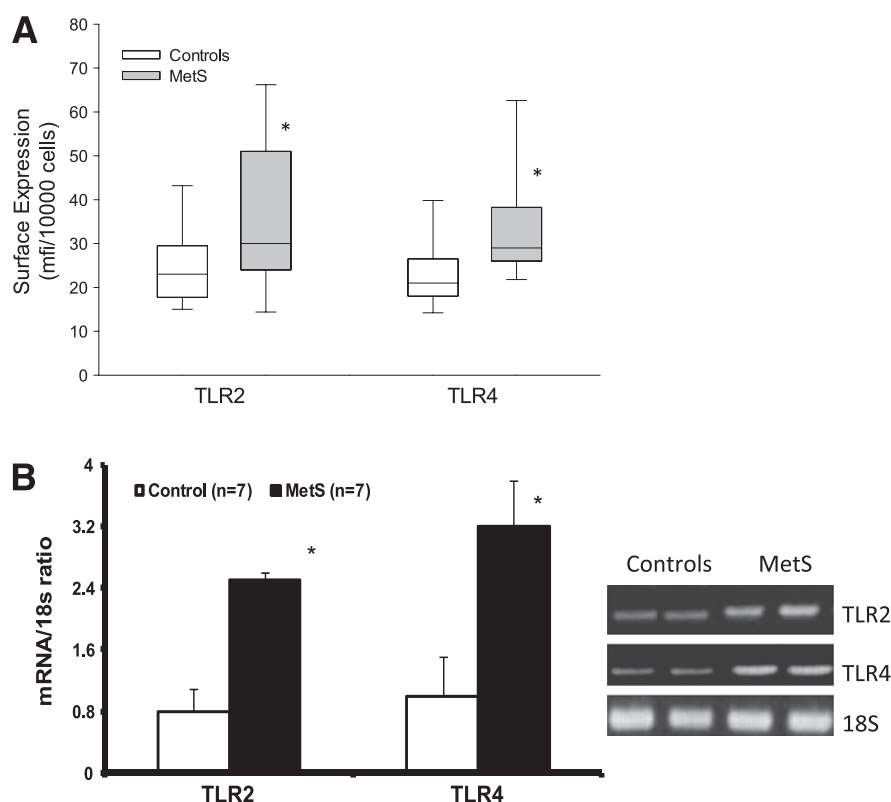 A
80
70
60
50
40
30
20
10
0
Surface Expression
(mfi/10000 cells)
Controls
MetS
*
*
TLR2
TLR4
B
4
3.2
2.4
1.6
0.8
0
mRNA/18s ratio
Control (n=7) MetS (n=7)
*
*
TLR2
TLR4
Controls MetS
TLR2
TLR4
18S